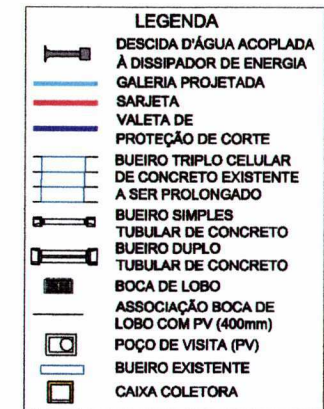 LEGENDA
DESCIDA D'ÁGUA ACOPLADA
À DISSIPADOR DE ENERGIA
GALERIA PROJETADA
SARJETA
VALETA DE
PROTEÇÃO DE CORTE
BUEIRO TRIPLO CELULAR
DE CONCRETO EXISTENTE
A SER PROLONGADO
BUEIRO SIMPLES
TUBULAR DE CONCRETO
BUEIRO DUPLO
TUBULAR DE CONCRETO
BOCA DE LOBO
ASSOCIAÇÃO BOCA DE
LOBO COM PV (400mm)
POÇO DE VISITA (PV)
BUEIRO EXISTENTE
CAIXA COLETORA